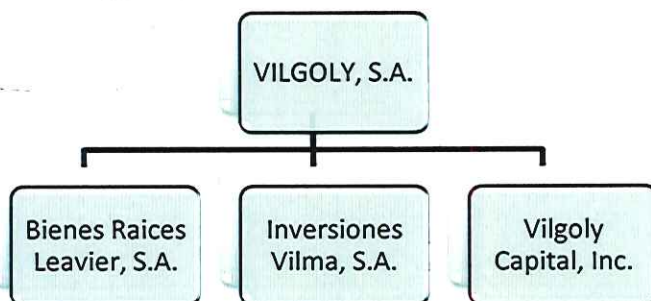 VILGOLY, S.A.
Bienes Raices
Leavier, S.A.
Inversiones
Vilma, S.A.
Vilgoly
Capital, Inc.